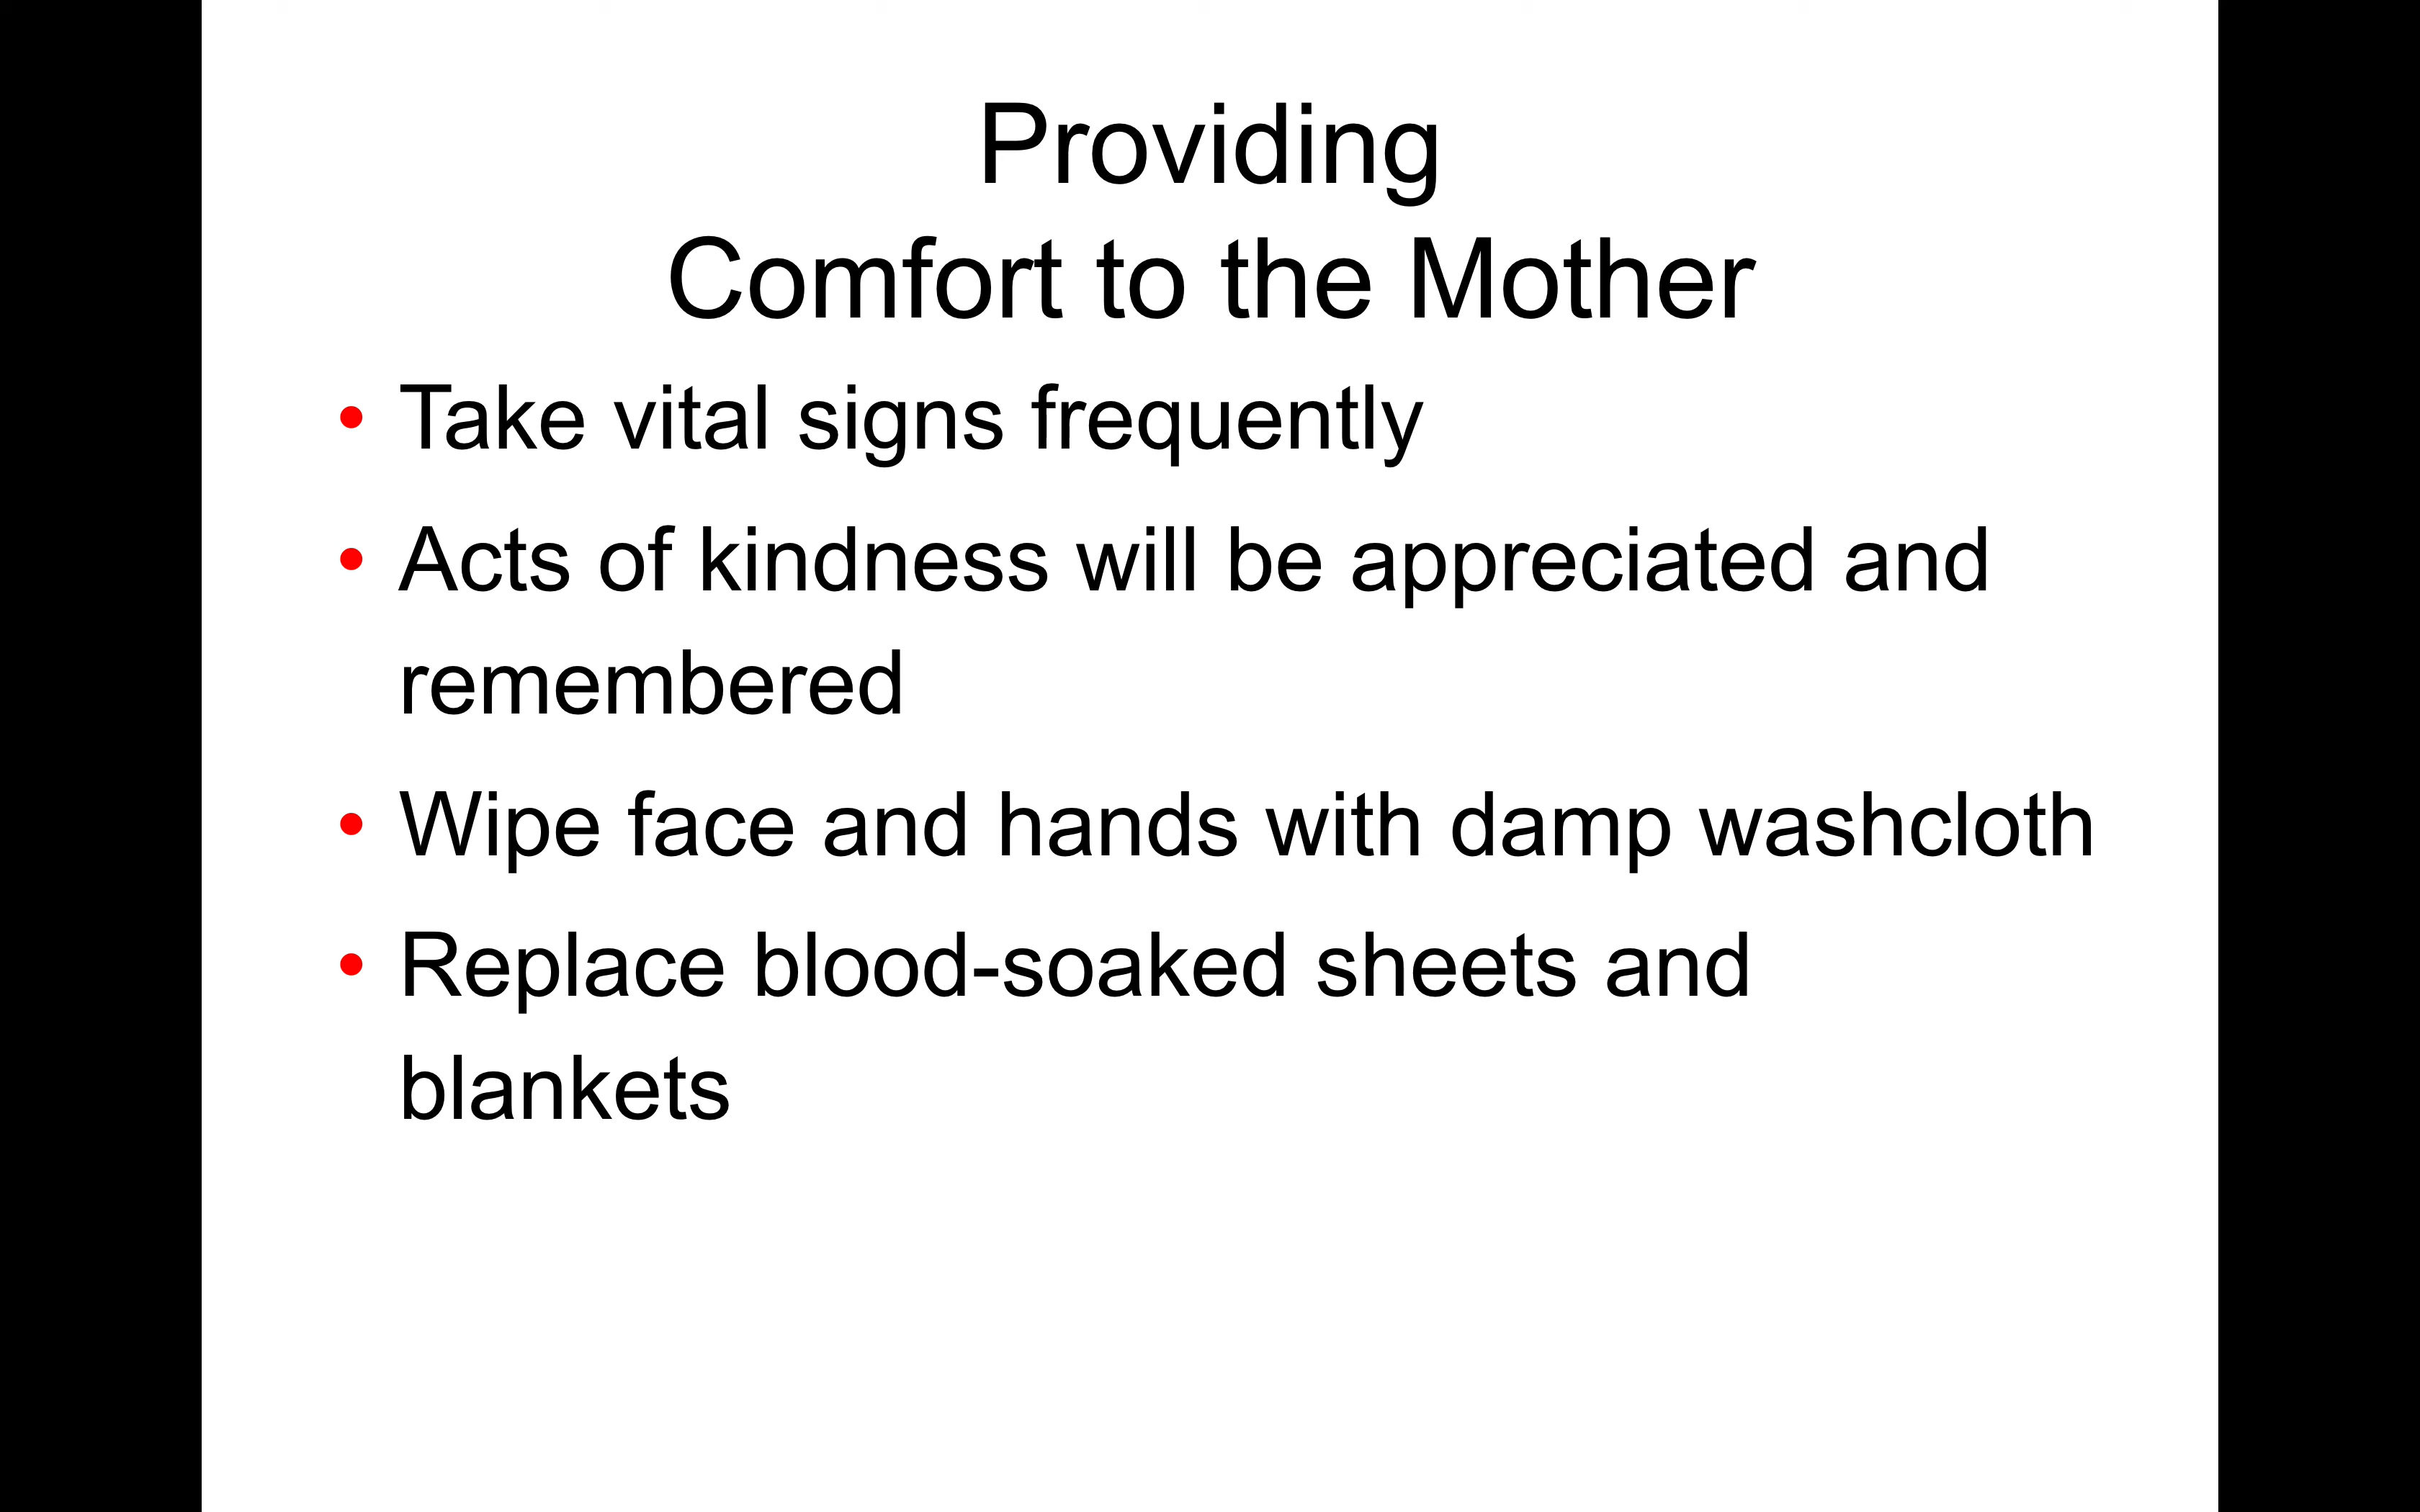 Providing
Comfort to the Mother
• Take vital signs frequently
• Acts of kindness will be appreciated and
remembered
• Wipe face and hands with damp washcloth
• Replace blood-soaked sheets and
blankets